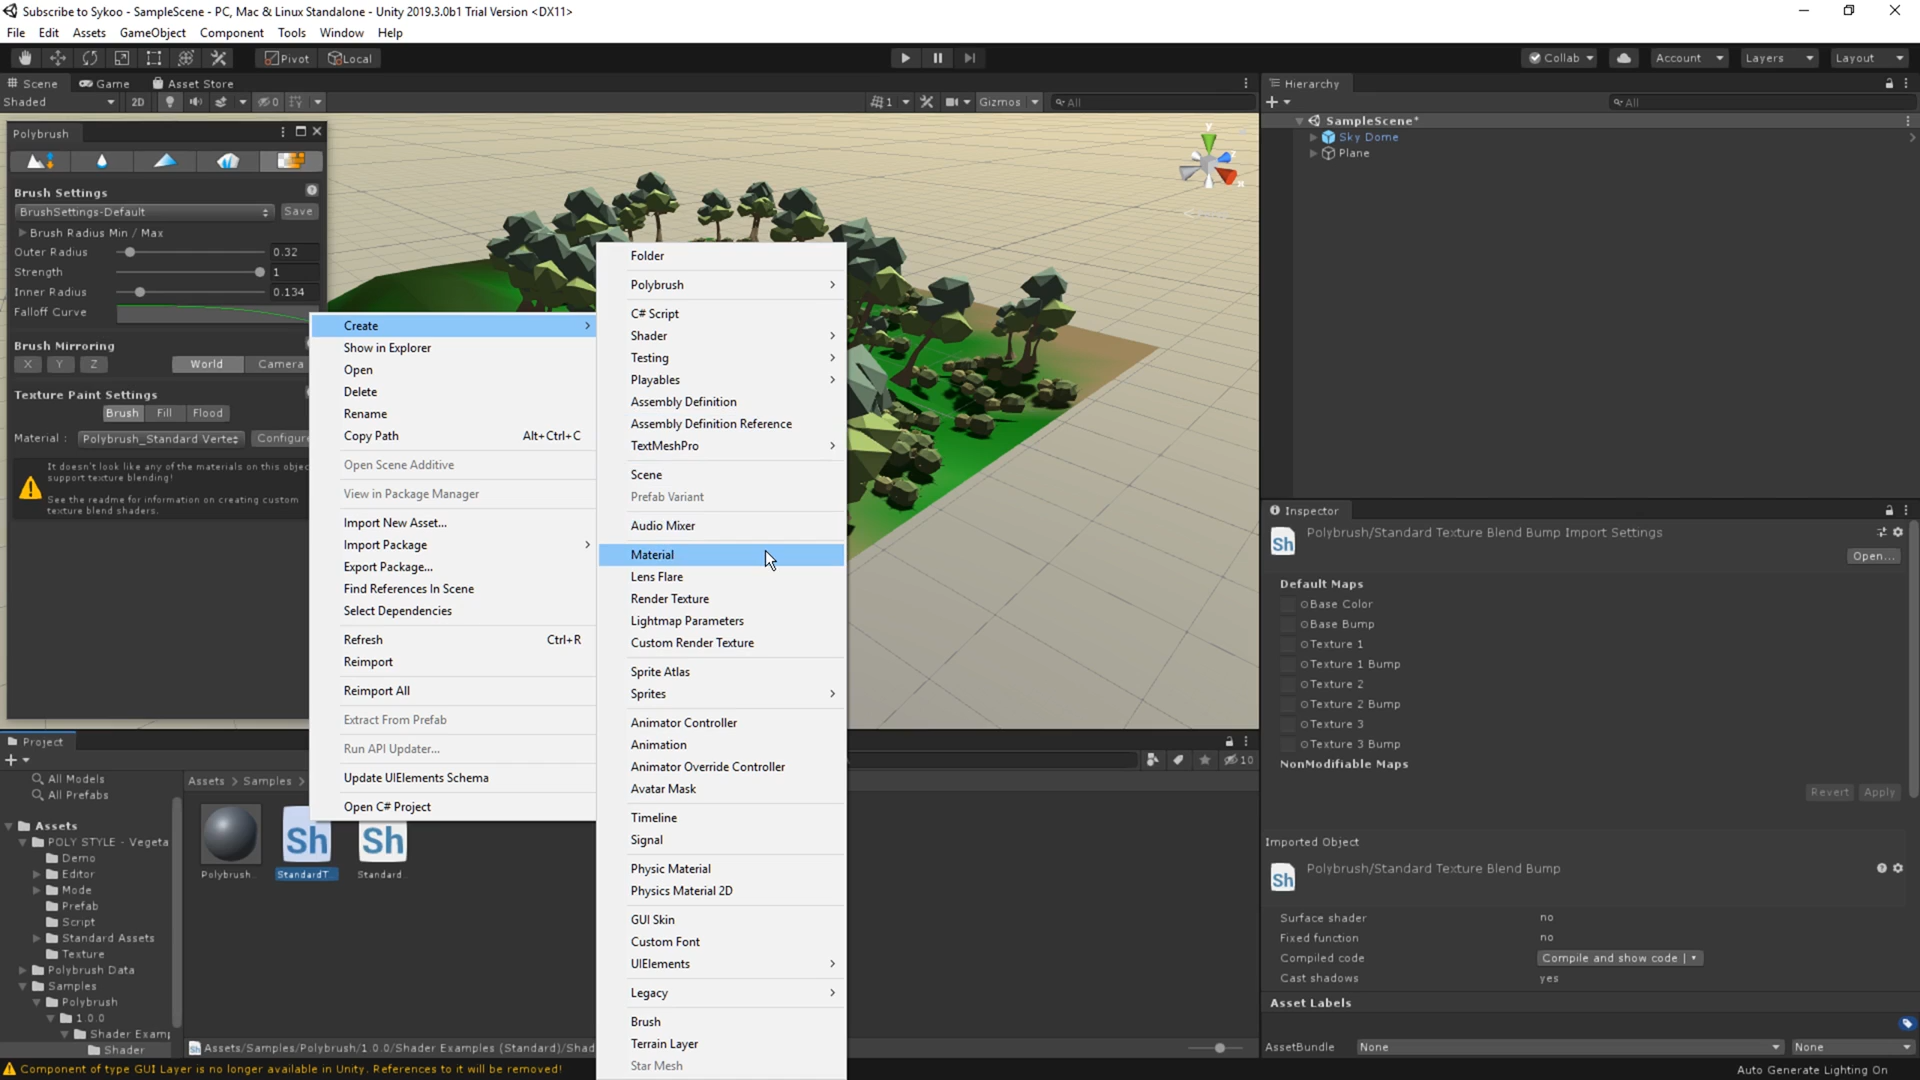 Subscribe to Sykoo - SampleScene - PC, Mac & Linux Standalone - Unity 2019.3.0b1 Trial Version <DX11>
File Edit Assets GameObject Component Tools Window Help
Pivot Local
Collab Account Layers Layout
Scene Game Asset Store
Shaded 2D 0 1 Gizmos All
Polybrush
Brush Settings
BrushSettings-Default Save
Brush Radius Min / Max
Outer Radius 0.32
Strength 1
Inner Radius 0.134
Falloff Curve
Brush Mirroring
X Y Z World Camera
Texture Paint Settings
Brush Fill Flood
Material : Polybrush_Standard Verte Configure
It doesn't look like any of the materials on this objec
support texture blending!
See the readme for information on creating custom
texture blend shaders.
Create
Show in Explorer
Open
Delete
Rename
Copy Path Alt+Ctrl+C
Open Scene Additive
View in Package Manager
Import New Asset...
Import Package
Export Package...
Find References In Scene
Select Dependencies
Refresh Ctrl+R
Reimport
Reimport All
Extract From Prefab
Run API Updater...
Update UIElements Schema
Open C# Project
Folder
Polybrush
C# Script
Shader
Testing
Playables
Assembly Definition
Assembly Definition Reference
TextMeshPro
Scene
Prefab Variant
Audio Mixer
Material
Lens Flare
Render Texture
Lightmap Parameters
Custom Render Texture
Sprite Atlas
Sprites
Animator Controller
Animation
Animator Override Controller
Avatar Mask
Timeline
Signal
Physic Material
Physics Material 2D
GUI Skin
Custom Font
UIElements
Legacy
Brush
Terrain Layer
Star Mesh
y
z
x
Hierarchy
All
SampleScene*
Sky Dome
Plane
Inspector
Sh Polybrush/Standard Texture Blend Bump Import Settings
Open...
Default Maps
Base Color
Base Bump
Texture 1
Texture 1 Bump
Texture 2
Texture 2 Bump
Texture 3
Texture 3 Bump
NonModifiable Maps
Revert Apply
Imported Object
Sh Polybrush/Standard Texture Blend Bump
Surface shader no
Fixed function no
Compiled code Compile and show code |
Cast shadows yes
Asset Labels
AssetBundle None None
Project
10
All Models
All Prefabs
Assets
POLY STYLE - Vegeta
Demo
Editor
Mode
Prefab
Script
Standard Assets
Texture
Polybrush Data
Samples
Polybrush
1.0.0
Shader Examp
Shader
Assets > Samples >
Sh Sh
Polybrush. StandardT... Standard..
Assets/Samples/Polybrush/1.0.0/Shader Examples (Standard)/Shad
Component of type GUI Layer is no longer available in Unity. References to it will be removed!
Auto Generate Lighting On